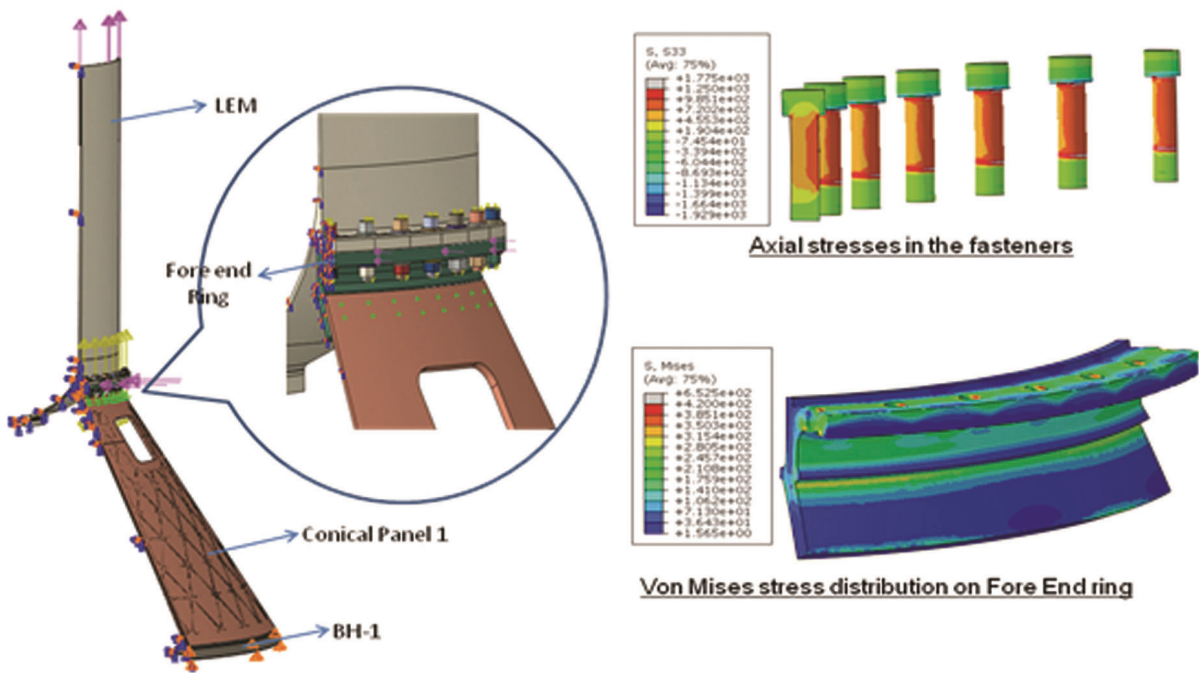 LEM
Fore end
Ring
Conical Panel 1
BH-1
S, S33
(Avg: 75%)
+1.775e+03
+1.250e+03
+9.851e+02
+7.202e+02
+4.553e+02
+1.904e+02
-7.454e+01
-3.394e+02
-6.044e+02
-8.693e+02
-1.134e+03
-1.399e+03
-1.664e+03
-1.929e+03
Axial stresses in the fasteners
S, Mises
(Avg: 75%)
+6.525e+02
+4.200e+02
+3.851e+02
+3.503e+02
+3.154e+02
+2.805e+02
+2.457e+02
+2.108e+02
+1.759e+02
+1.410e+02
+1.062e+02
+7.130e+01
+3.643e+01
+1.565e+00
Von Mises stress distribution on Fore End ring